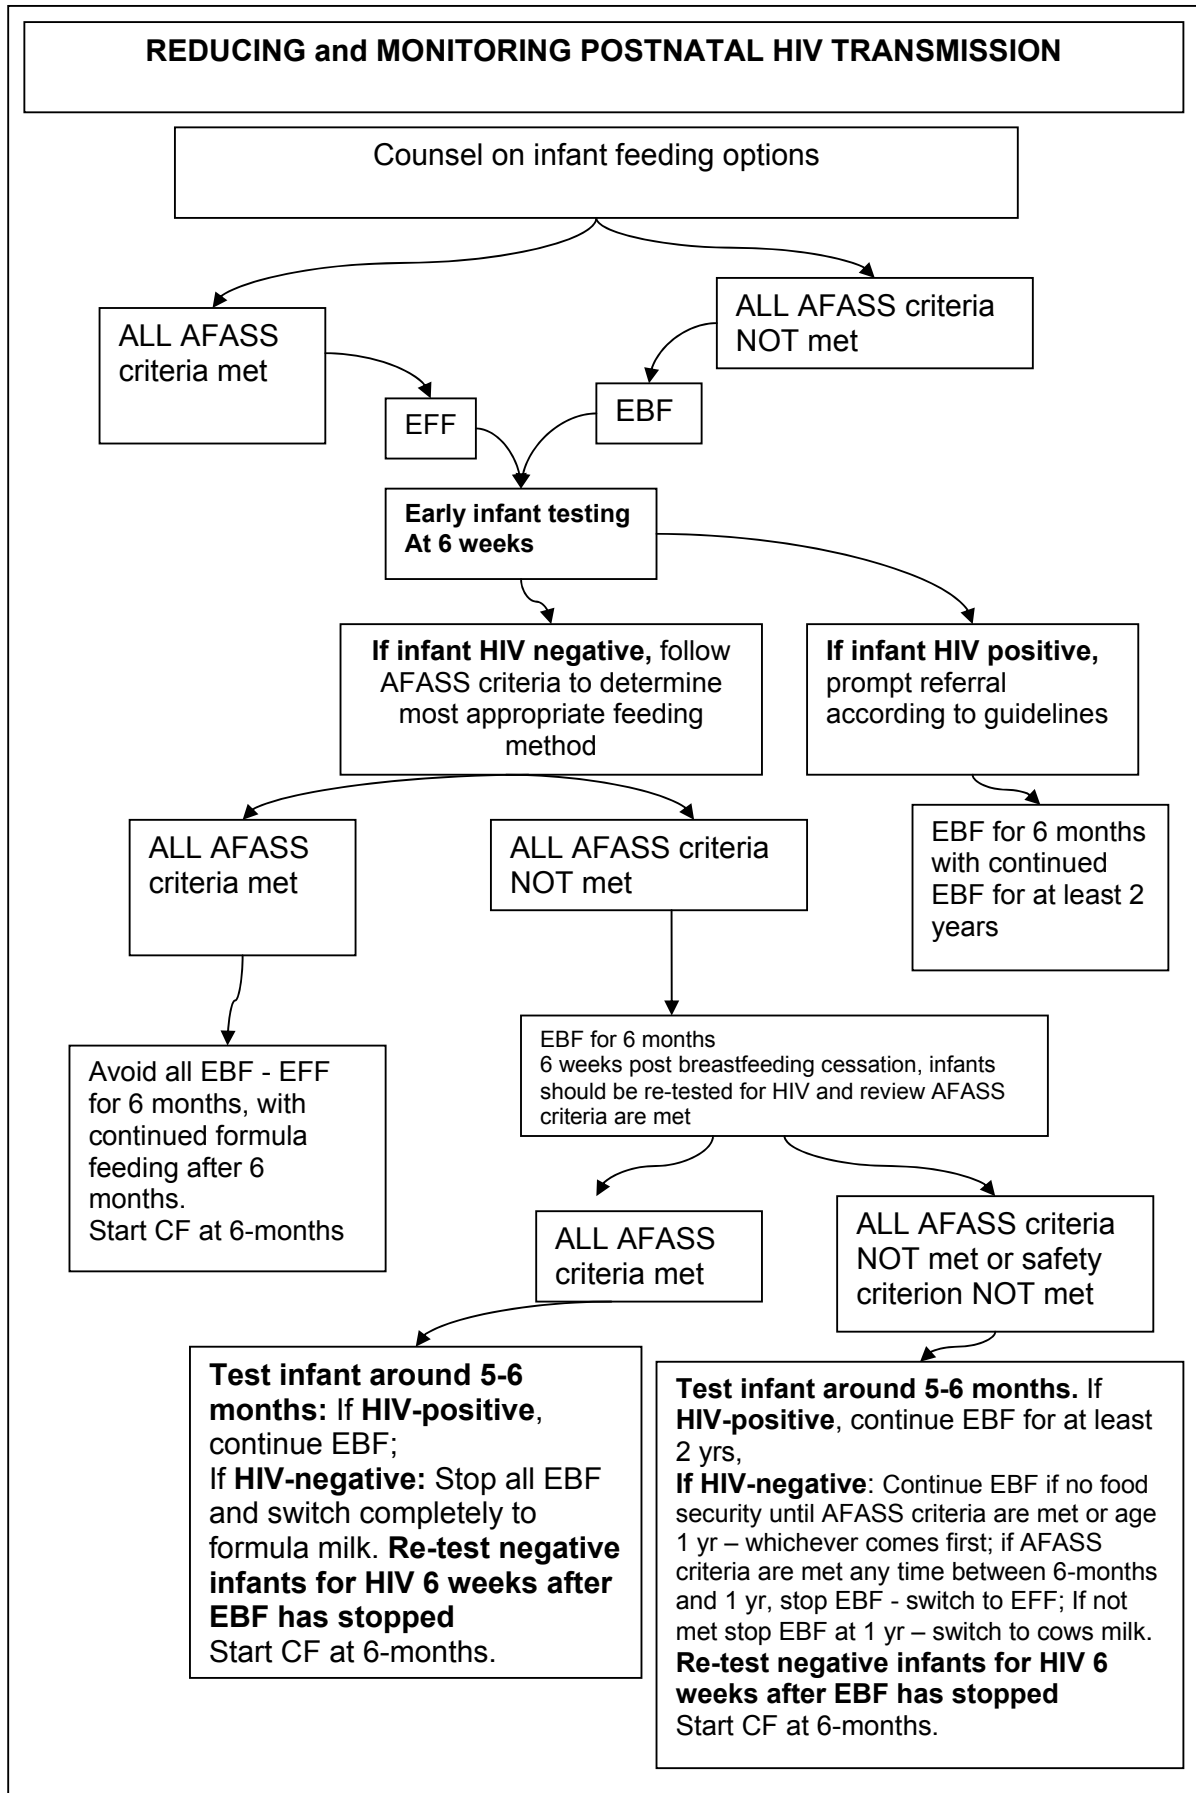 REDUCING and MONITORING POSTNATAL HIV TRANSMISSION
Counsel on infant feeding options
ALL AFASS
criteria met
ALL AFASS criteria
NOT met
EFF
EBF
Early infant testing
At 6 weeks
If infant HIV negative, follow
AFASS criteria to determine
most appropriate feeding
method
If infant HIV positive,
prompt referral
according to guidelines
ALL AFASS
criteria met
ALL AFASS criteria
NOT met
EBF for 6 months
with continued
EBF for at least 2
years
Avoid all EBF - EFF
for 6 months, with
continued formula
feeding after 6
months.
Start CF at 6-months
EBF for 6 months
6 weeks post breastfeeding cessation, infants
should be re-tested for HIV and review AFASS
criteria are met
ALL AFASS
criteria met
ALL AFASS criteria
NOT met or safety
criterion NOT met
Test infant around 5-6
months: If HIV-positive,
continue EBF;
If HIV-negative: Stop all EBF
and switch completely to
formula milk. Re-test negative
infants for HIV 6 weeks after
EBF has stopped
Start CF at 6-months.
Test infant around 5-6 months. If
HIV-positive, continue EBF for at least
2 yrs,
If HIV-negative: Continue EBF if no food
security until AFASS criteria are met or age
1 yr – whichever comes first; if AFASS
criteria are met any time between 6-months
and 1 yr, stop EBF - switch to EFF; If not
met stop EBF at 1 yr – switch to cows milk.
Re-test negative infants for HIV 6
weeks after EBF has stopped
Start CF at 6-months.